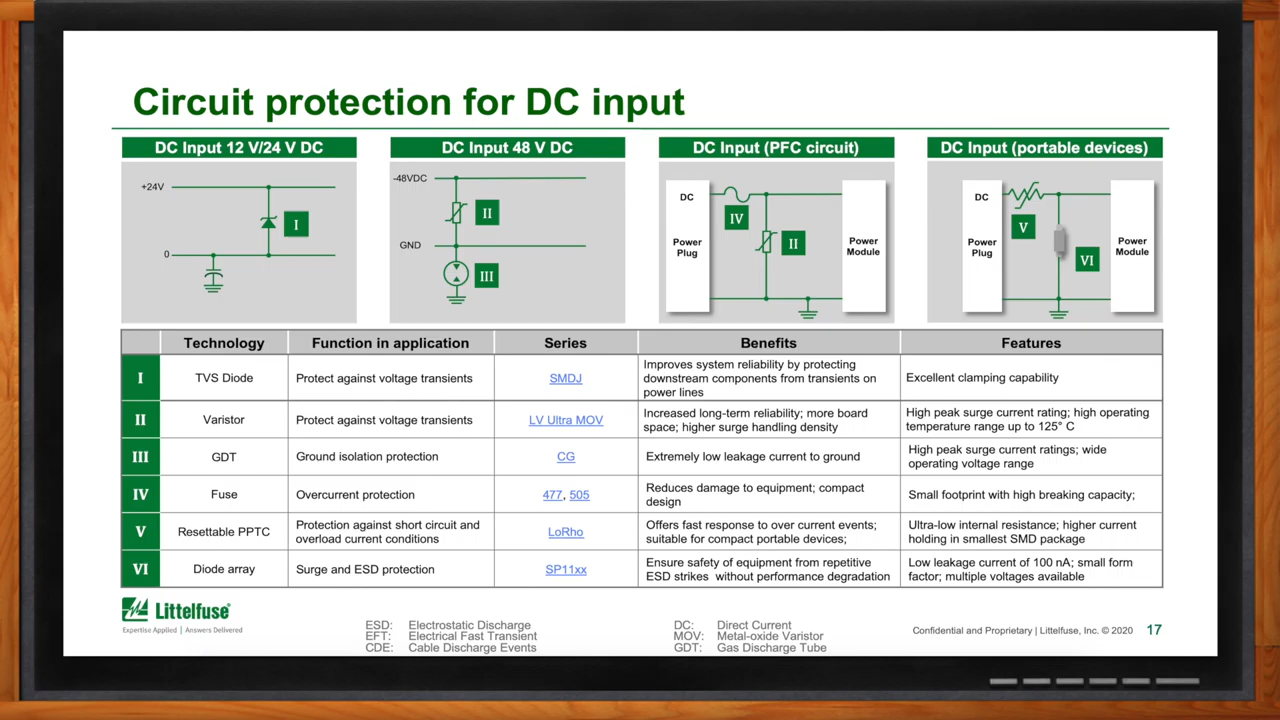 Circuit protection for DC input
DC Input 12 V/24 V DC
DC Input 48 V DC
DC Input (PFC circuit)
DC Input (portable devices)
+24V
I
0
-48VDC
II
GND
III
DC
Power
Plug
IV
II
Power
Module
DC
Power
Plug
V
VI
Power
Module
Technology
Function in application
Series
Benefits
Features
I
TVS Diode
Protect against voltage transients
SMDJ
Improves system reliability by protecting
downstream components from transients on
power lines
Excellent clamping capability
II
Varistor
Protect against voltage transients
LV Ultra MOV
Increased long-term reliability; more board
space; higher surge handling density
High peak surge current rating; high operating
temperature range up to 125° C
III
GDT
Ground isolation protection
CG
Extremely low leakage current to ground
High peak surge current ratings; wide
operating voltage range
IV
Fuse
Overcurrent protection
477, 505
Reduces damage to equipment; compact
design
Small footprint with high breaking capacity;
V
Resettable PPTC
Protection against short circuit and
overload current conditions
LoRho
Offers fast response to over current events;
suitable for compact portable devices;
Ultra-low internal resistance; higher current
holding in smallest SMD package
VI
Diode array
Surge and ESD protection
SP11xx
Ensure safety of equipment from repetitive
ESD strikes without performance degradation
Low leakage current of 100 nA; small form
factor; multiple voltages available
Littelfuse®
Expertise Applied | Answers Delivered
ESD: Electrostatic Discharge
EFT: Electrical Fast Transient
CDE: Cable Discharge Events
DC: Direct Current
MOV: Metal-oxide Varistor
GDT: Gas Discharge Tube
Confidential and Proprietary | Littelfuse, Inc. © 2020 17